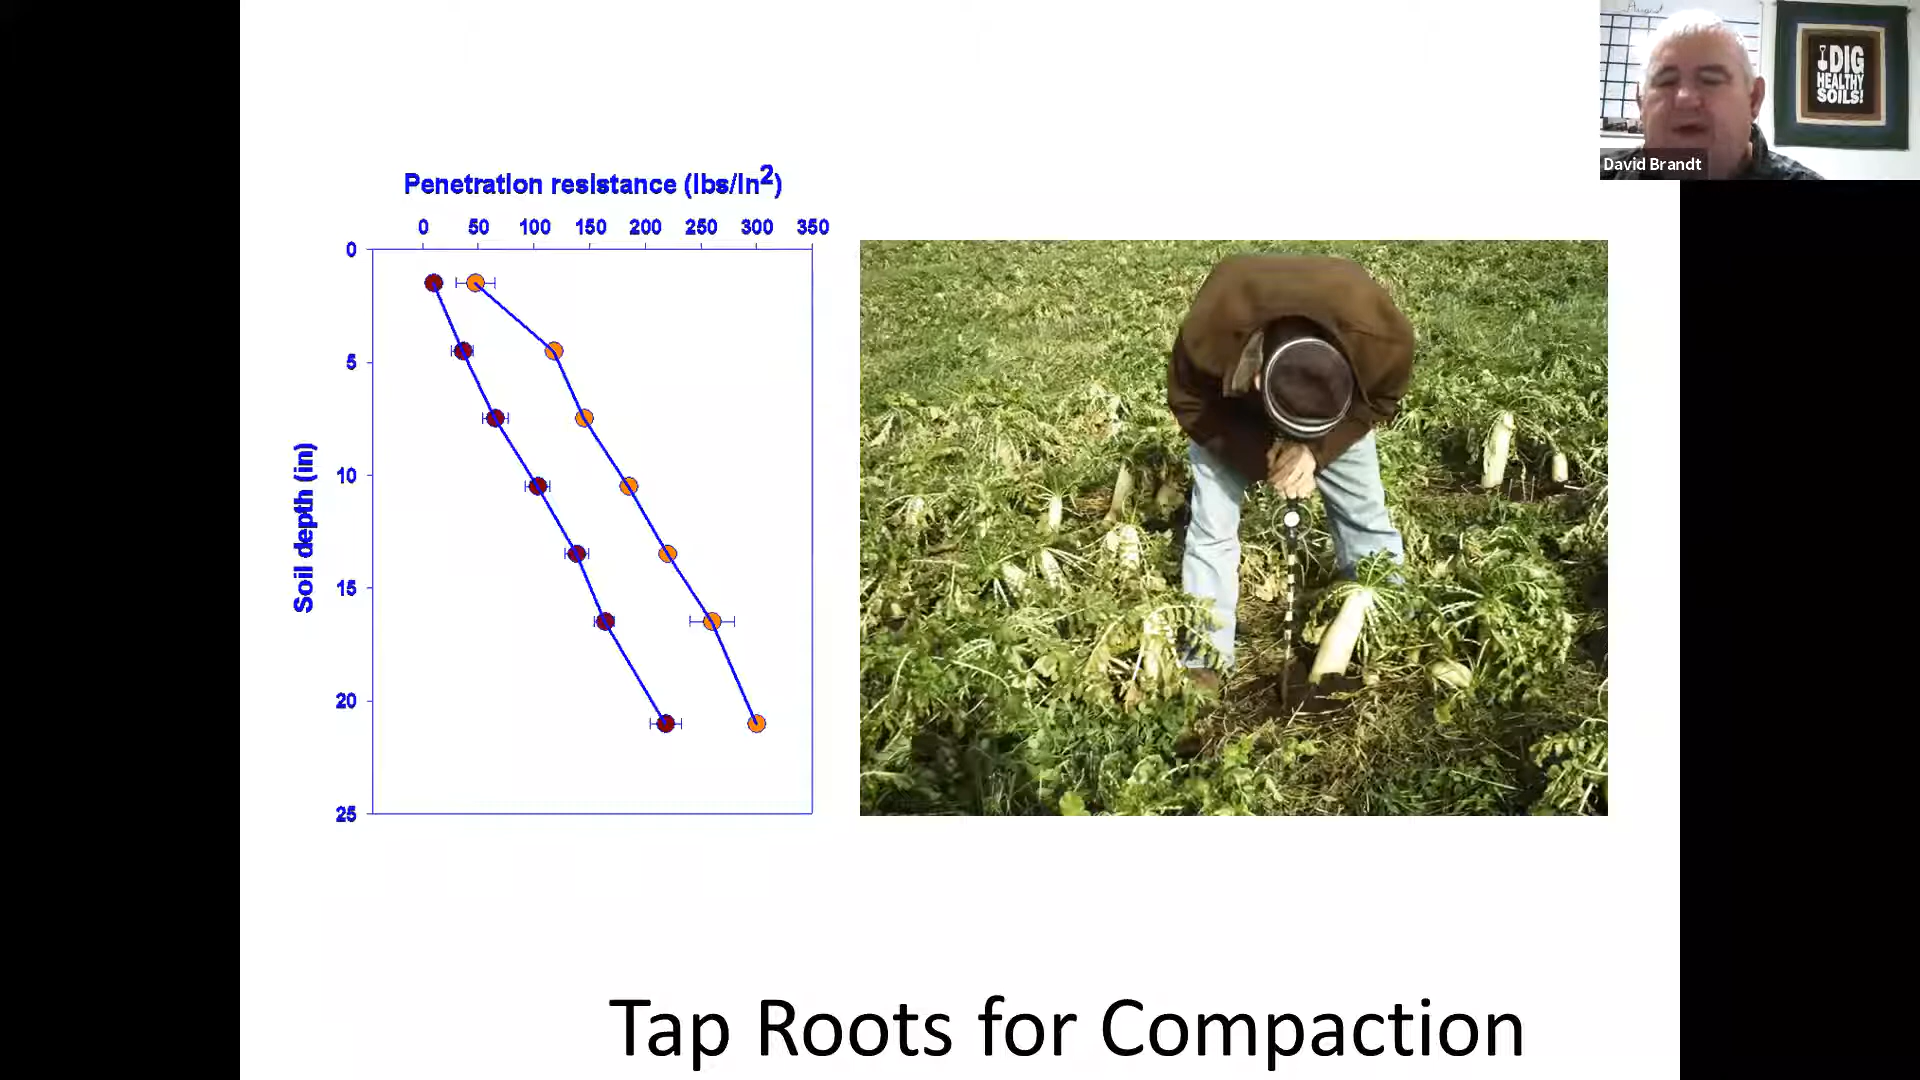 August
DIG
HEALTHY
SOILS!
David Brandt
Penetration resistance (lbs/in2)
0 50 100 150 200 250 300 350
0
5
10
15
20
25
Soil depth (in)
Tap Roots for Compaction